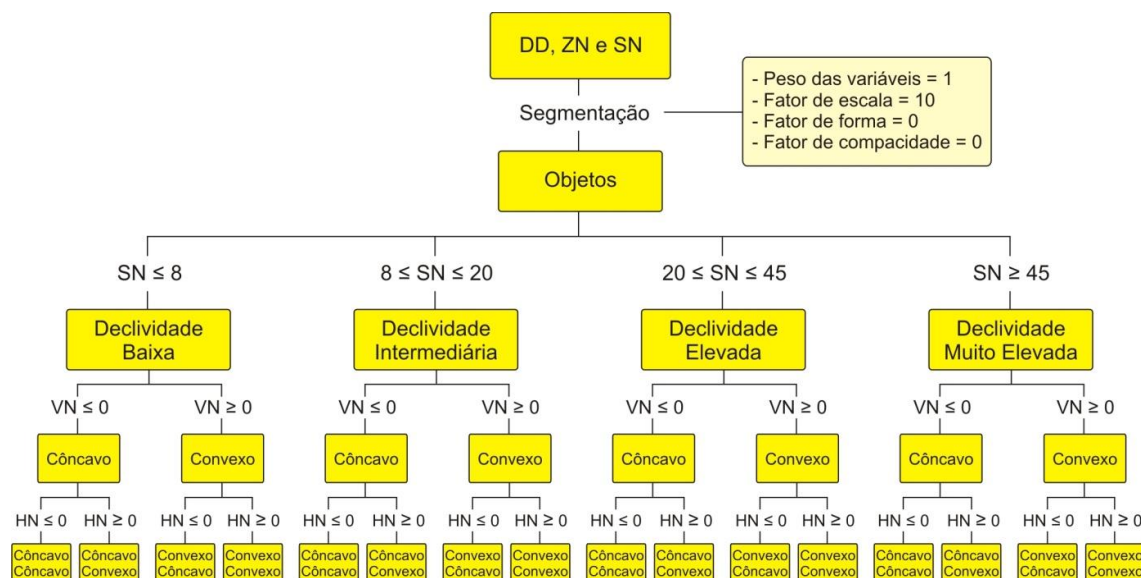 DD, ZN e SN
Segmentação
- Peso das variáveis = 1
- Fator de escala = 10
- Fator de forma = 0
- Fator de compacidade = 0
Objetos
SN ≤ 8
8 ≤ SN ≤ 20
20 ≤ SN ≤ 45
SN ≥ 45
Declividade
Baixa
Declividade
Intermediária
Declividade
Elevada
Declividade
Muito Elevada
VN ≤ 0
VN ≥ 0
VN ≤ 0
VN ≥ 0
VN ≤ 0
VN ≥ 0
VN ≤ 0
VN ≥ 0
Côncavo
Convexo
Côncavo
Convexo
Côncavo
Convexo
Côncavo
Convexo
HN ≤ 0
HN ≥ 0
HN ≤ 0
HN ≥ 0
HN ≤ 0
HN ≥ 0
HN ≤ 0
HN ≥ 0
HN ≤ 0
HN ≥ 0
HN ≤ 0
HN ≥ 0
HN ≤ 0
HN ≥ 0
HN ≤ 0
HN ≥ 0
Côncavo
Côncavo
Côncavo
Convexo
Convexo
Côncavo
Convexo
Convexo
Côncavo
Côncavo
Côncavo
Convexo
Convexo
Côncavo
Convexo
Convexo
Côncavo
Côncavo
Côncavo
Convexo
Convexo
Côncavo
Convexo
Convexo
Côncavo
Côncavo
Côncavo
Convexo
Convexo
Côncavo
Convexo
Convexo